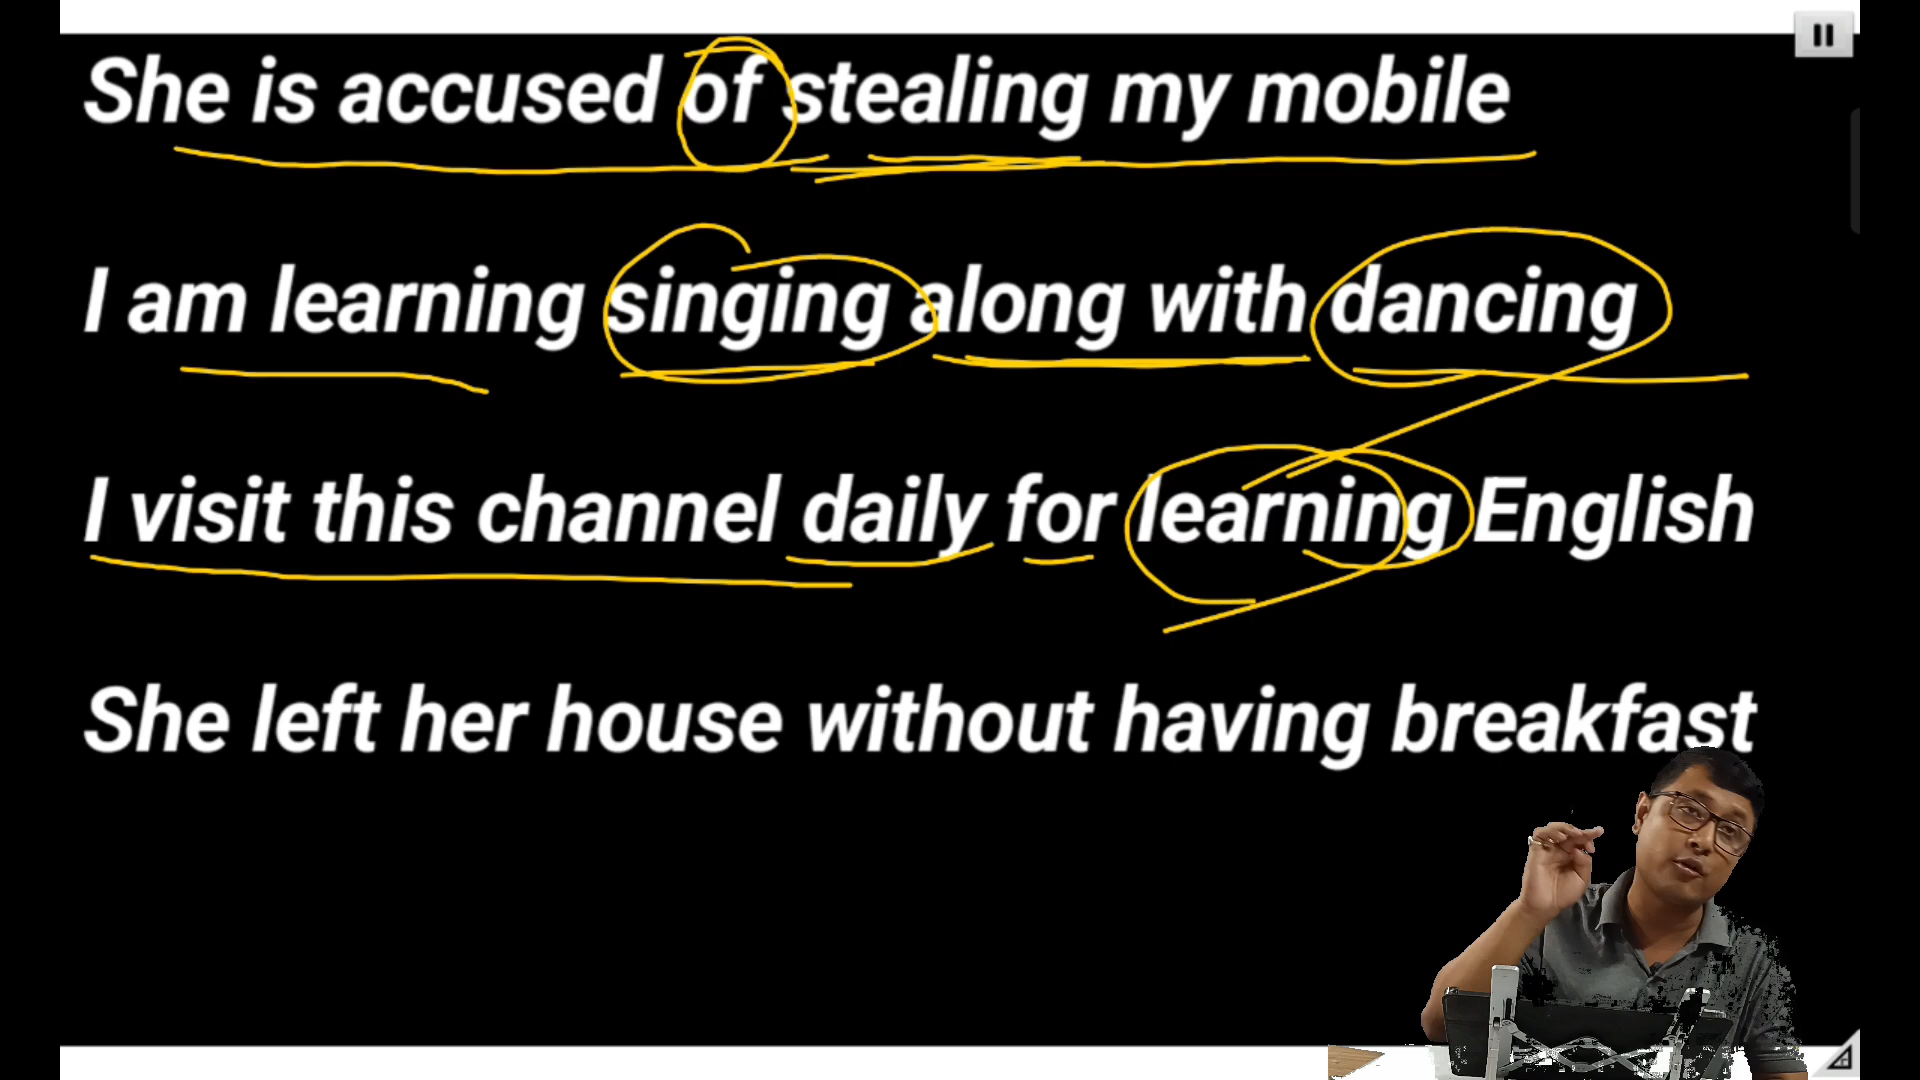 She is accused of stealing my mobile
I am learning singing along with dancing
I visit this channel daily for learning English
She left her house without having breakfast